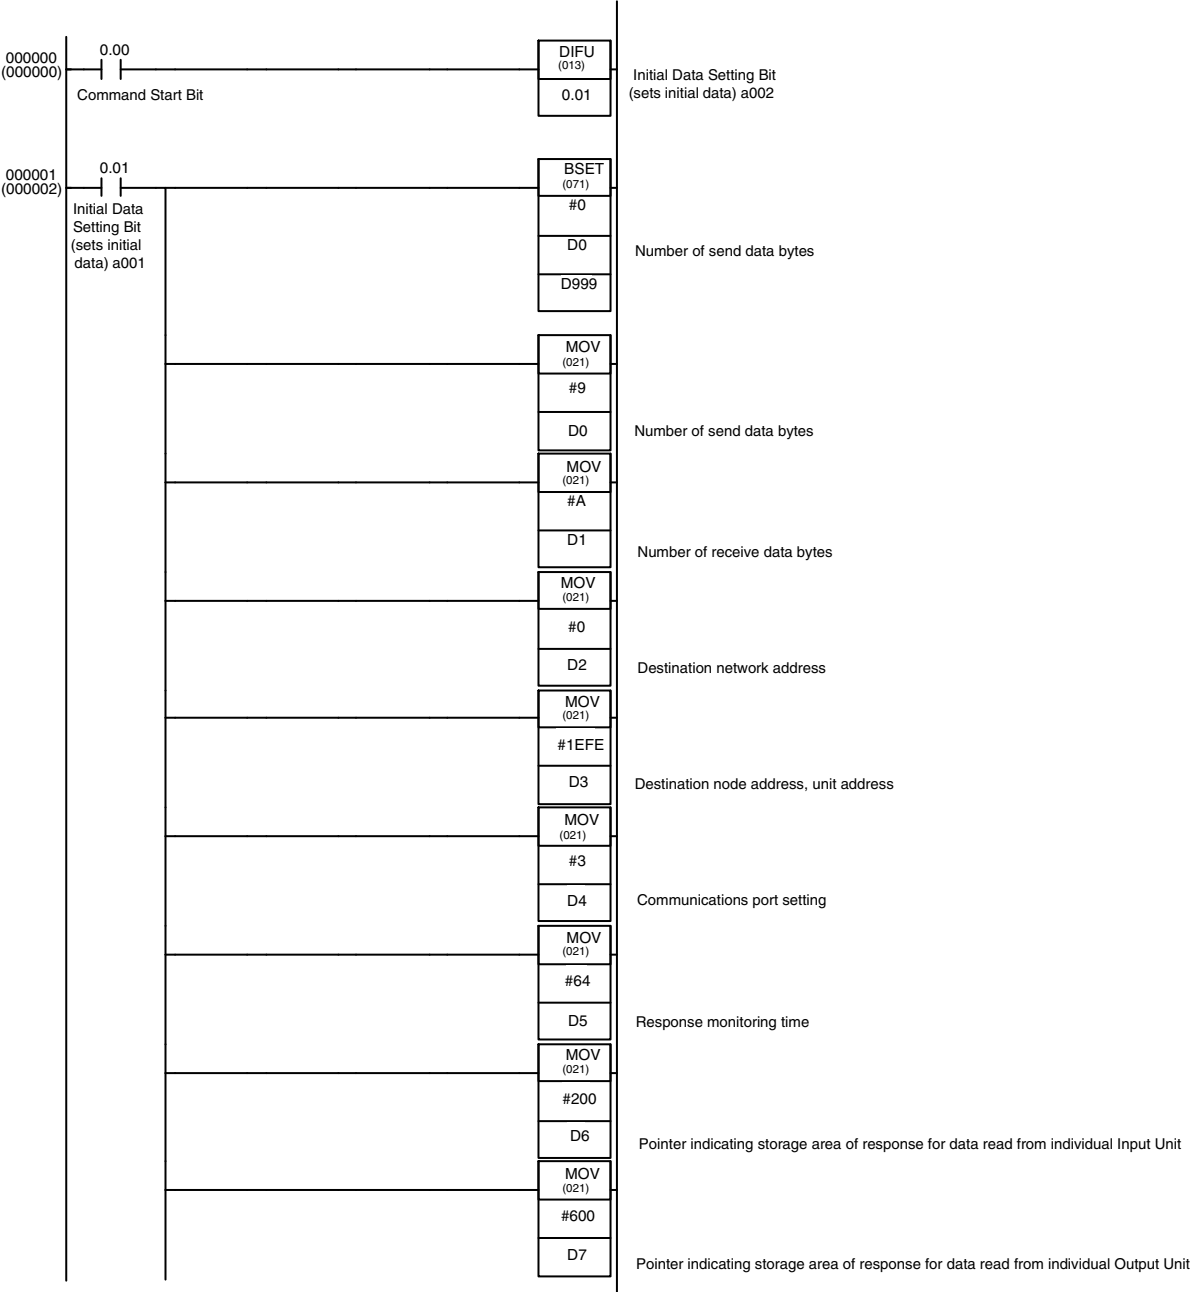 000000
(000000)
0.00
Command Start Bit
DIFU
(013)
0.01
Initial Data Setting Bit
(sets initial data) a002
000001
(000002)
0.01
Initial Data
Setting Bit
(sets initial
data) a001
BSET
(071)
#0
D0
Number of send data bytes
D999
MOV
(021)
#9
D0
Number of send data bytes
MOV
(021)
#A
D1
Number of receive data bytes
MOV
(021)
#0
D2
Destination network address
MOV
(021)
#1EFE
D3
Destination node address, unit address
MOV
(021)
#3
D4
Communications port setting
MOV
(021)
#64
D5
Response monitoring time
MOV
(021)
#200
D6
Pointer indicating storage area of response for data read from individual Input Unit
MOV
(021)
#600
D7
Pointer indicating storage area of response for data read from individual Output Unit